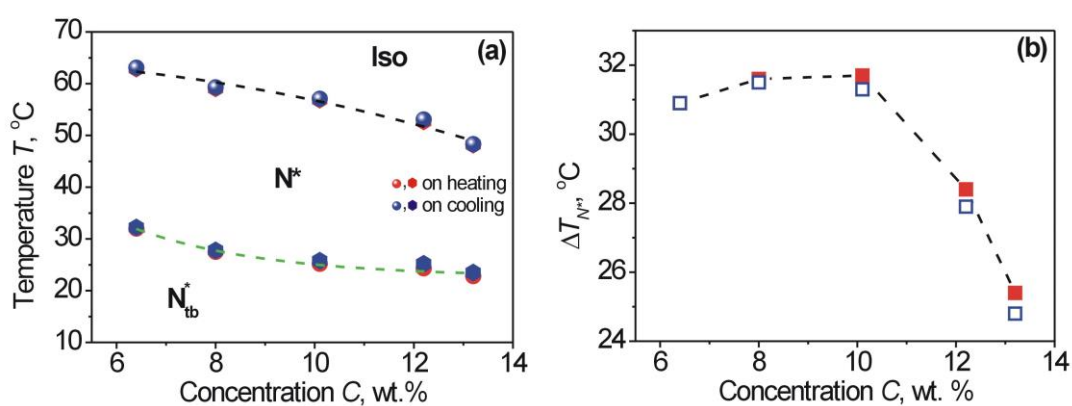 (a)
Iso
N*
●,⬢ on heating
●,⬢ on cooling
N*tb
Temperature T, °C
70
60
50
40
30
20
10
6
8
10
12
14
Concentration C, wt.%
(b)
ΔT_N*, °C
32
30
28
26
24
6
8
10
12
14
Concentration C, wt. %